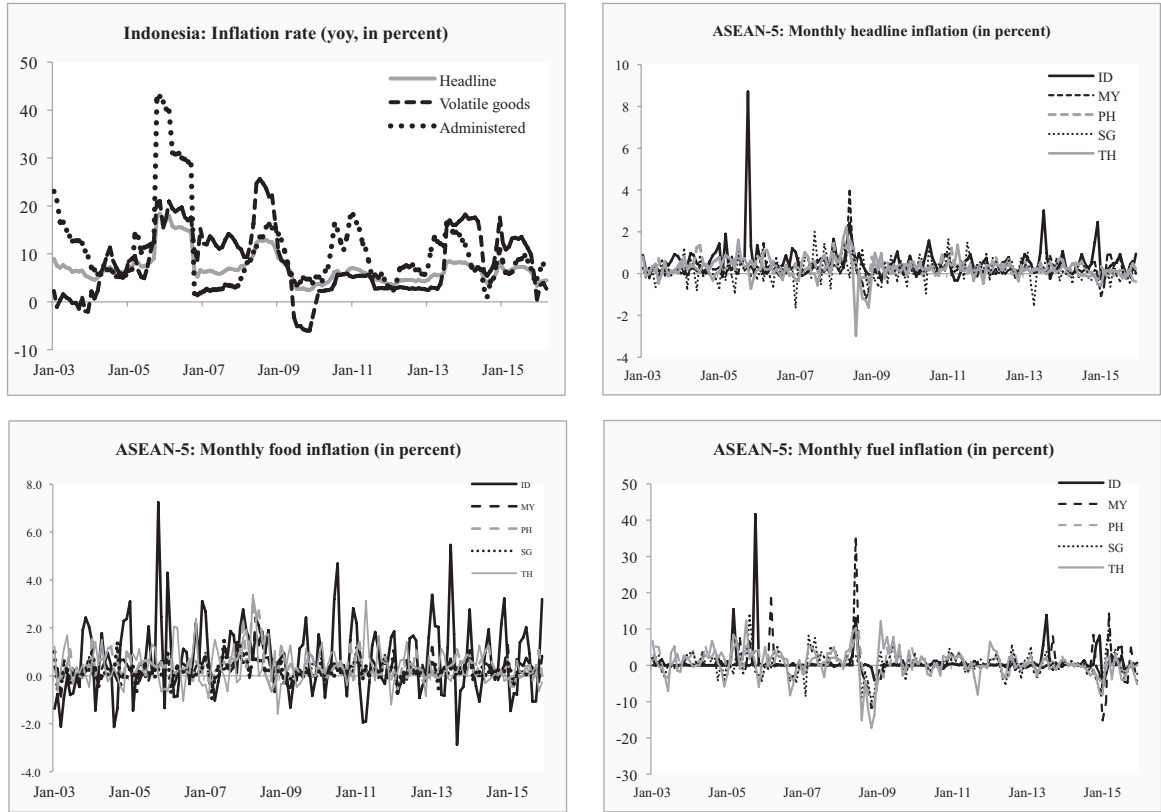 Indonesia: Inflation rate (yoy, in percent)
50
40
30
20
10
0
-10
Headline
Volatile goods
Administered
Jan-03 Jan-05 Jan-07 Jan-09 Jan-11 Jan-13 Jan-15
ASEAN-5: Monthly headline inflation (in percent)
10
8
6
4
2
0
-2
-4
ID
MY
PH
SG
TH
Jan-03 Jan-05 Jan-07 Jan-09 Jan-11 Jan-13 Jan-15
ASEAN-5: Monthly food inflation (in percent)
8.0
6.0
4.0
2.0
0.0
-2.0
-4.0
ID
MY
PH
SG
TH
Jan-03 Jan-05 Jan-07 Jan-09 Jan-11 Jan-13 Jan-15
ASEAN-5: Monthly fuel inflation (in percent)
50
40
30
20
10
0
-10
-20
-30
ID
MY
PH
SG
TH
Jan-03 Jan-05 Jan-07 Jan-09 Jan-11 Jan-13 Jan-15